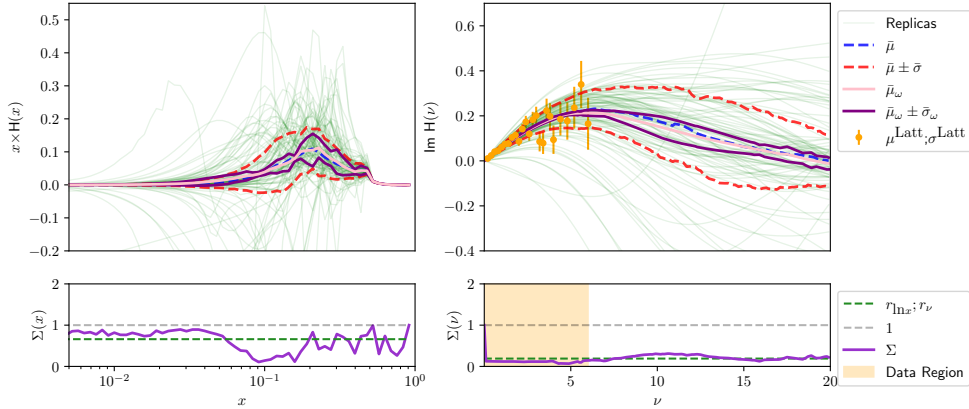 0.5
0.4
0.3
0.2
0.1
0.0
−0.1
−0.2
x × H(x)
0.6
0.4
0.2
0.0
−0.2
−0.4
Im H(ν)
Replicas
μ̄
μ̄ ± σ̄
μ̄_ω
μ̄_ω ± σ̄_ω
μ^Latt; σ^Latt
2
1
0
Σ(x)
10^−2
10^−1
10^0
x
2
1
0
Σ(ν)
5
10
15
20
ν
r_lnx; r_ν
1
Σ
Data Region